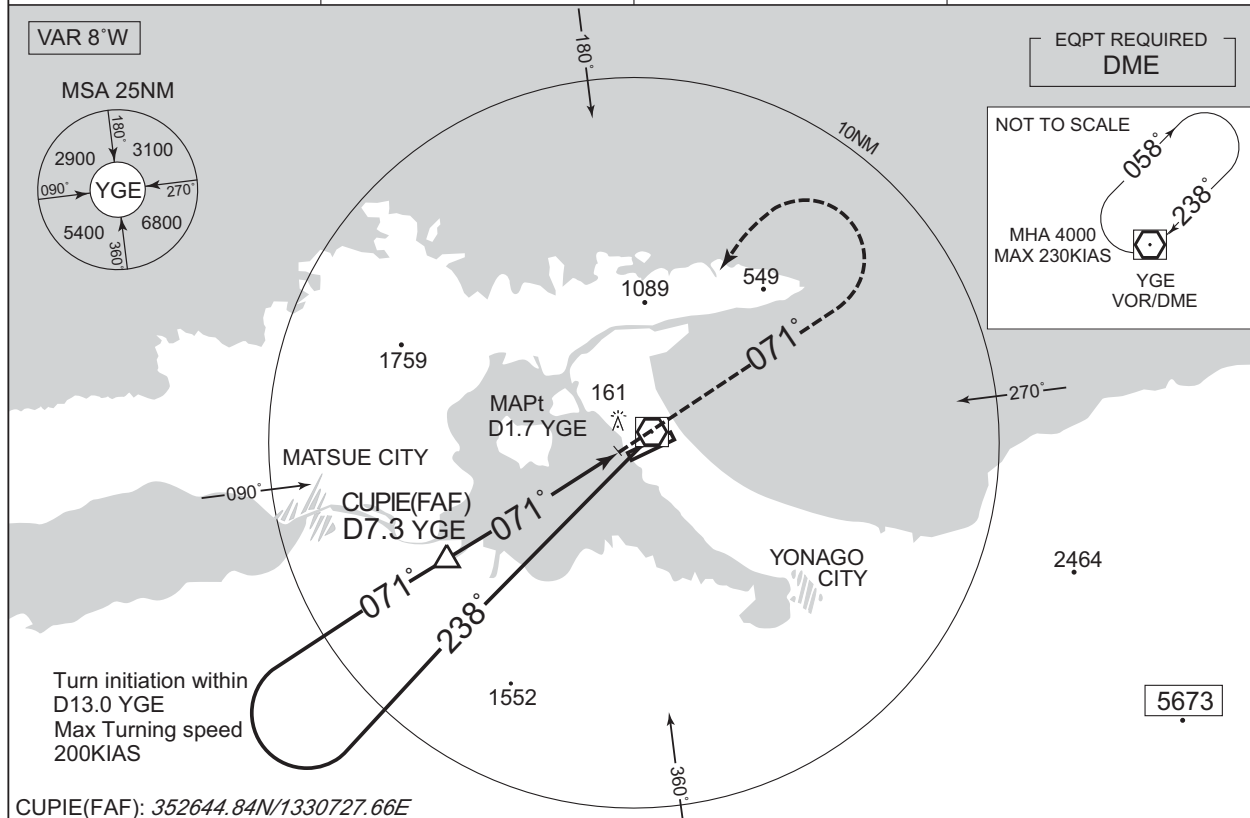 VAR 8°W
MSA 25NM
180°
2900
3100
090°
YGE
270°
5400
6800
360°
180°
10NM
EQPT REQUIRED
DME
NOT TO SCALE
058°
238°
MHA 4000
MAX 230KIAS
YGE
VOR/DME
1089
549
1759
071°
161
MAPt
D1.7 YGE
270°
MATSUE CITY
090°
CUPIE(FAF)
D7.3 YGE
071°
071°
238°
YONAGO
CITY
2464
1552
Turn initiation within
D13.0 YGE
Max Turning speed
200KIAS
5673
360°
CUPIE(FAF): 352644.84N/1330727.66E